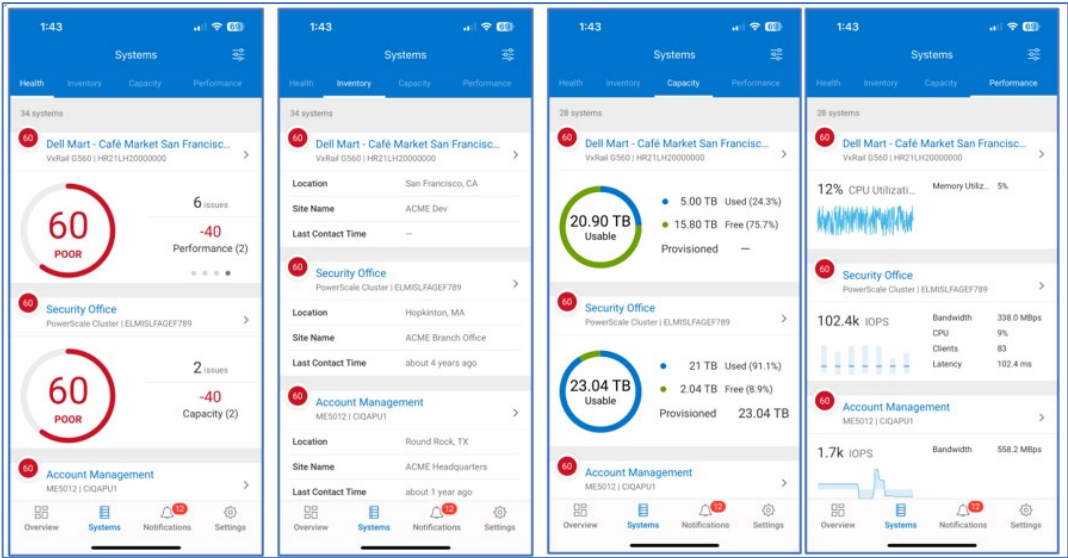 1:43
69
Systems
Health Inventory Capacity Performance
34 systems
60
Dell Mart - Café Market San Francisc...
VxRail G560 | HR21LH20000000
60
POOR
6 issues
-40
Performance (2)
60
Security Office
PowerScale Cluster | ELMISLFAGEF789
60
POOR
2 issues
-40
Capacity (2)
60
Account Management
ME5012 | CIQAPU1
12
Overview Systems Notifications Settings
1:43
69
Systems
Health Inventory Capacity Performance
34 systems
60
Dell Mart - Café Market San Francisc...
VxRail G560 | HR21LH20000000
Location San Francisco, CA
Site Name ACME Dev
Last Contact Time —
60
Security Office
PowerScale Cluster | ELMISLFAGEF789
Location Hopkinton, MA
Site Name ACME Branch Office
Last Contact Time about 4 years ago
60
Account Management
ME5012 | CIQAPU1
Location Round Rock, TX
Site Name ACME Headquarters
Last Contact Time about 1 year ago
12
Overview Systems Notifications Settings
1:43
69
Systems
Health Inventory Capacity Performance
28 systems
60
Dell Mart - Café Market San Francisc...
VxRail G560 | HR21LH20000000
20.90 TB
Usable
5.00 TB Used (24.3%)
15.80 TB Free (75.7%)
Provisioned —
60
Security Office
PowerScale Cluster | ELMISLFAGEF789
23.04 TB
Usable
21 TB Used (91.1%)
2.04 TB Free (8.9%)
Provisioned 23.04 TB
60
Account Management
ME5012 | CIQAPU1
12
Overview Systems Notifications Settings
1:43
69
Systems
Health Inventory Capacity Performance
28 systems
60
Dell Mart - Café Market San Francisc...
VxRail G560 | HR21LH20000000
12% CPU Utilizati... Memory Utiliz... 5%
60
Security Office
PowerScale Cluster | ELMISLFAGEF789
102.4k IOPS
Bandwidth 338.0 MBps
CPU 9%
Clients 83
Latency 102.4 ms
60
Account Management
ME5012 | CIQAPU1
1.7k IOPS Bandwidth 558.2 MBps
12
Overview Systems Notifications Settings